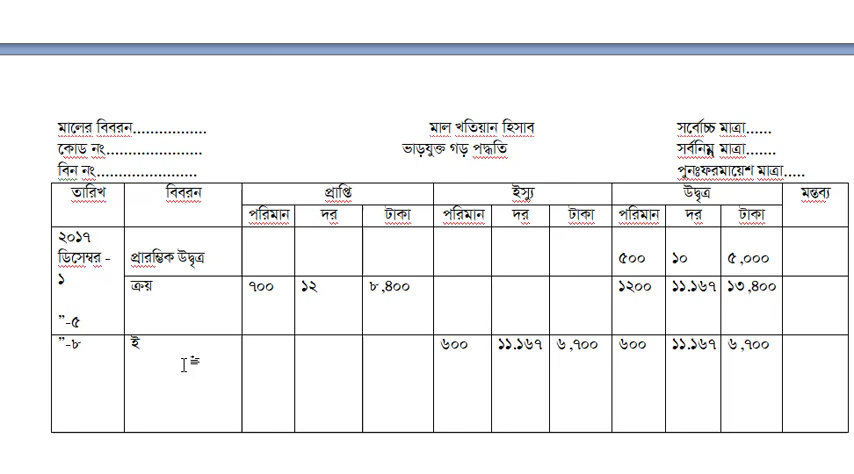 মালের বিবরন................. মাল খতিয়ান হিসাব সর্বোচ্চ মাত্রা......
কোড নং...................... ভাড়যুক্ত গড় পদ্ধতি সর্বনিম্ন মাত্রা.......
বিন নং....................... পুনঃফরমায়েশ মাত্রা.....
তারিখ বিবরন প্রাপ্তি ইস্যু উদ্বৃত্র মন্তব্য
পরিমান দর টাকা পরিমান দর টাকা পরিমান দর টাকা
২০১৭
ডিসেম্বর - প্রারম্ভিক উদ্বৃত্র ৫০০ ১০ ৫,০০০
১ ক্রয় ৭০০ ১২ ৮,৪০০ ১২০০ ১১.১৬৭ ১৩,৪০০
”-৫
”-৮ ই ৬০০ ১১.১৬৭ ৬,৭০০ ৬০০ ১১.১৬৭ ৬,৭০০